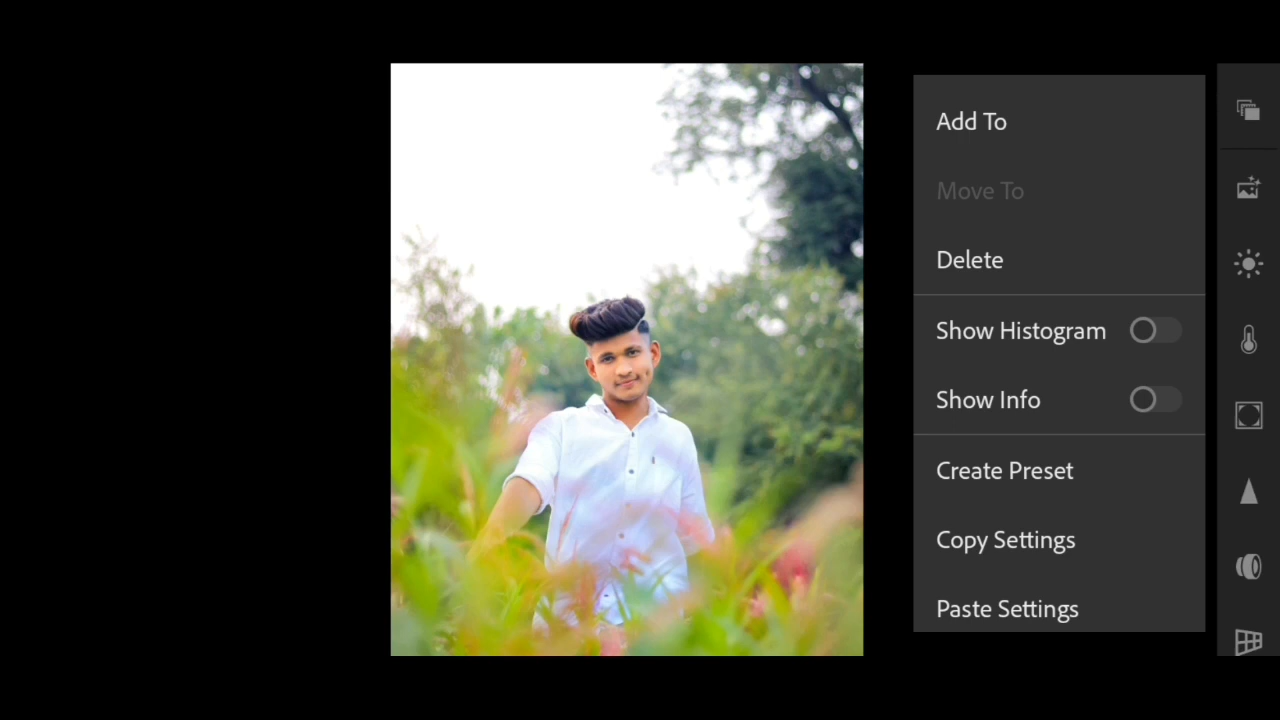 Add To
Move To
Delete
Show Histogram
Show Info
Create Preset
Copy Settings
Paste Settings